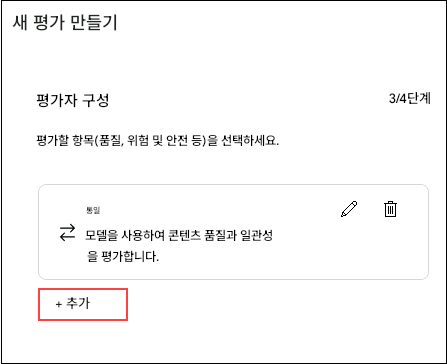 새 평가 만들기
평가자 구성
3/4단계
평가할 항목(품질, 위험 및 안전 등)을 선택하세요.
통일
모델을 사용하여 콘텐츠 품질과 일관성
을 평가합니다.
+ 추가